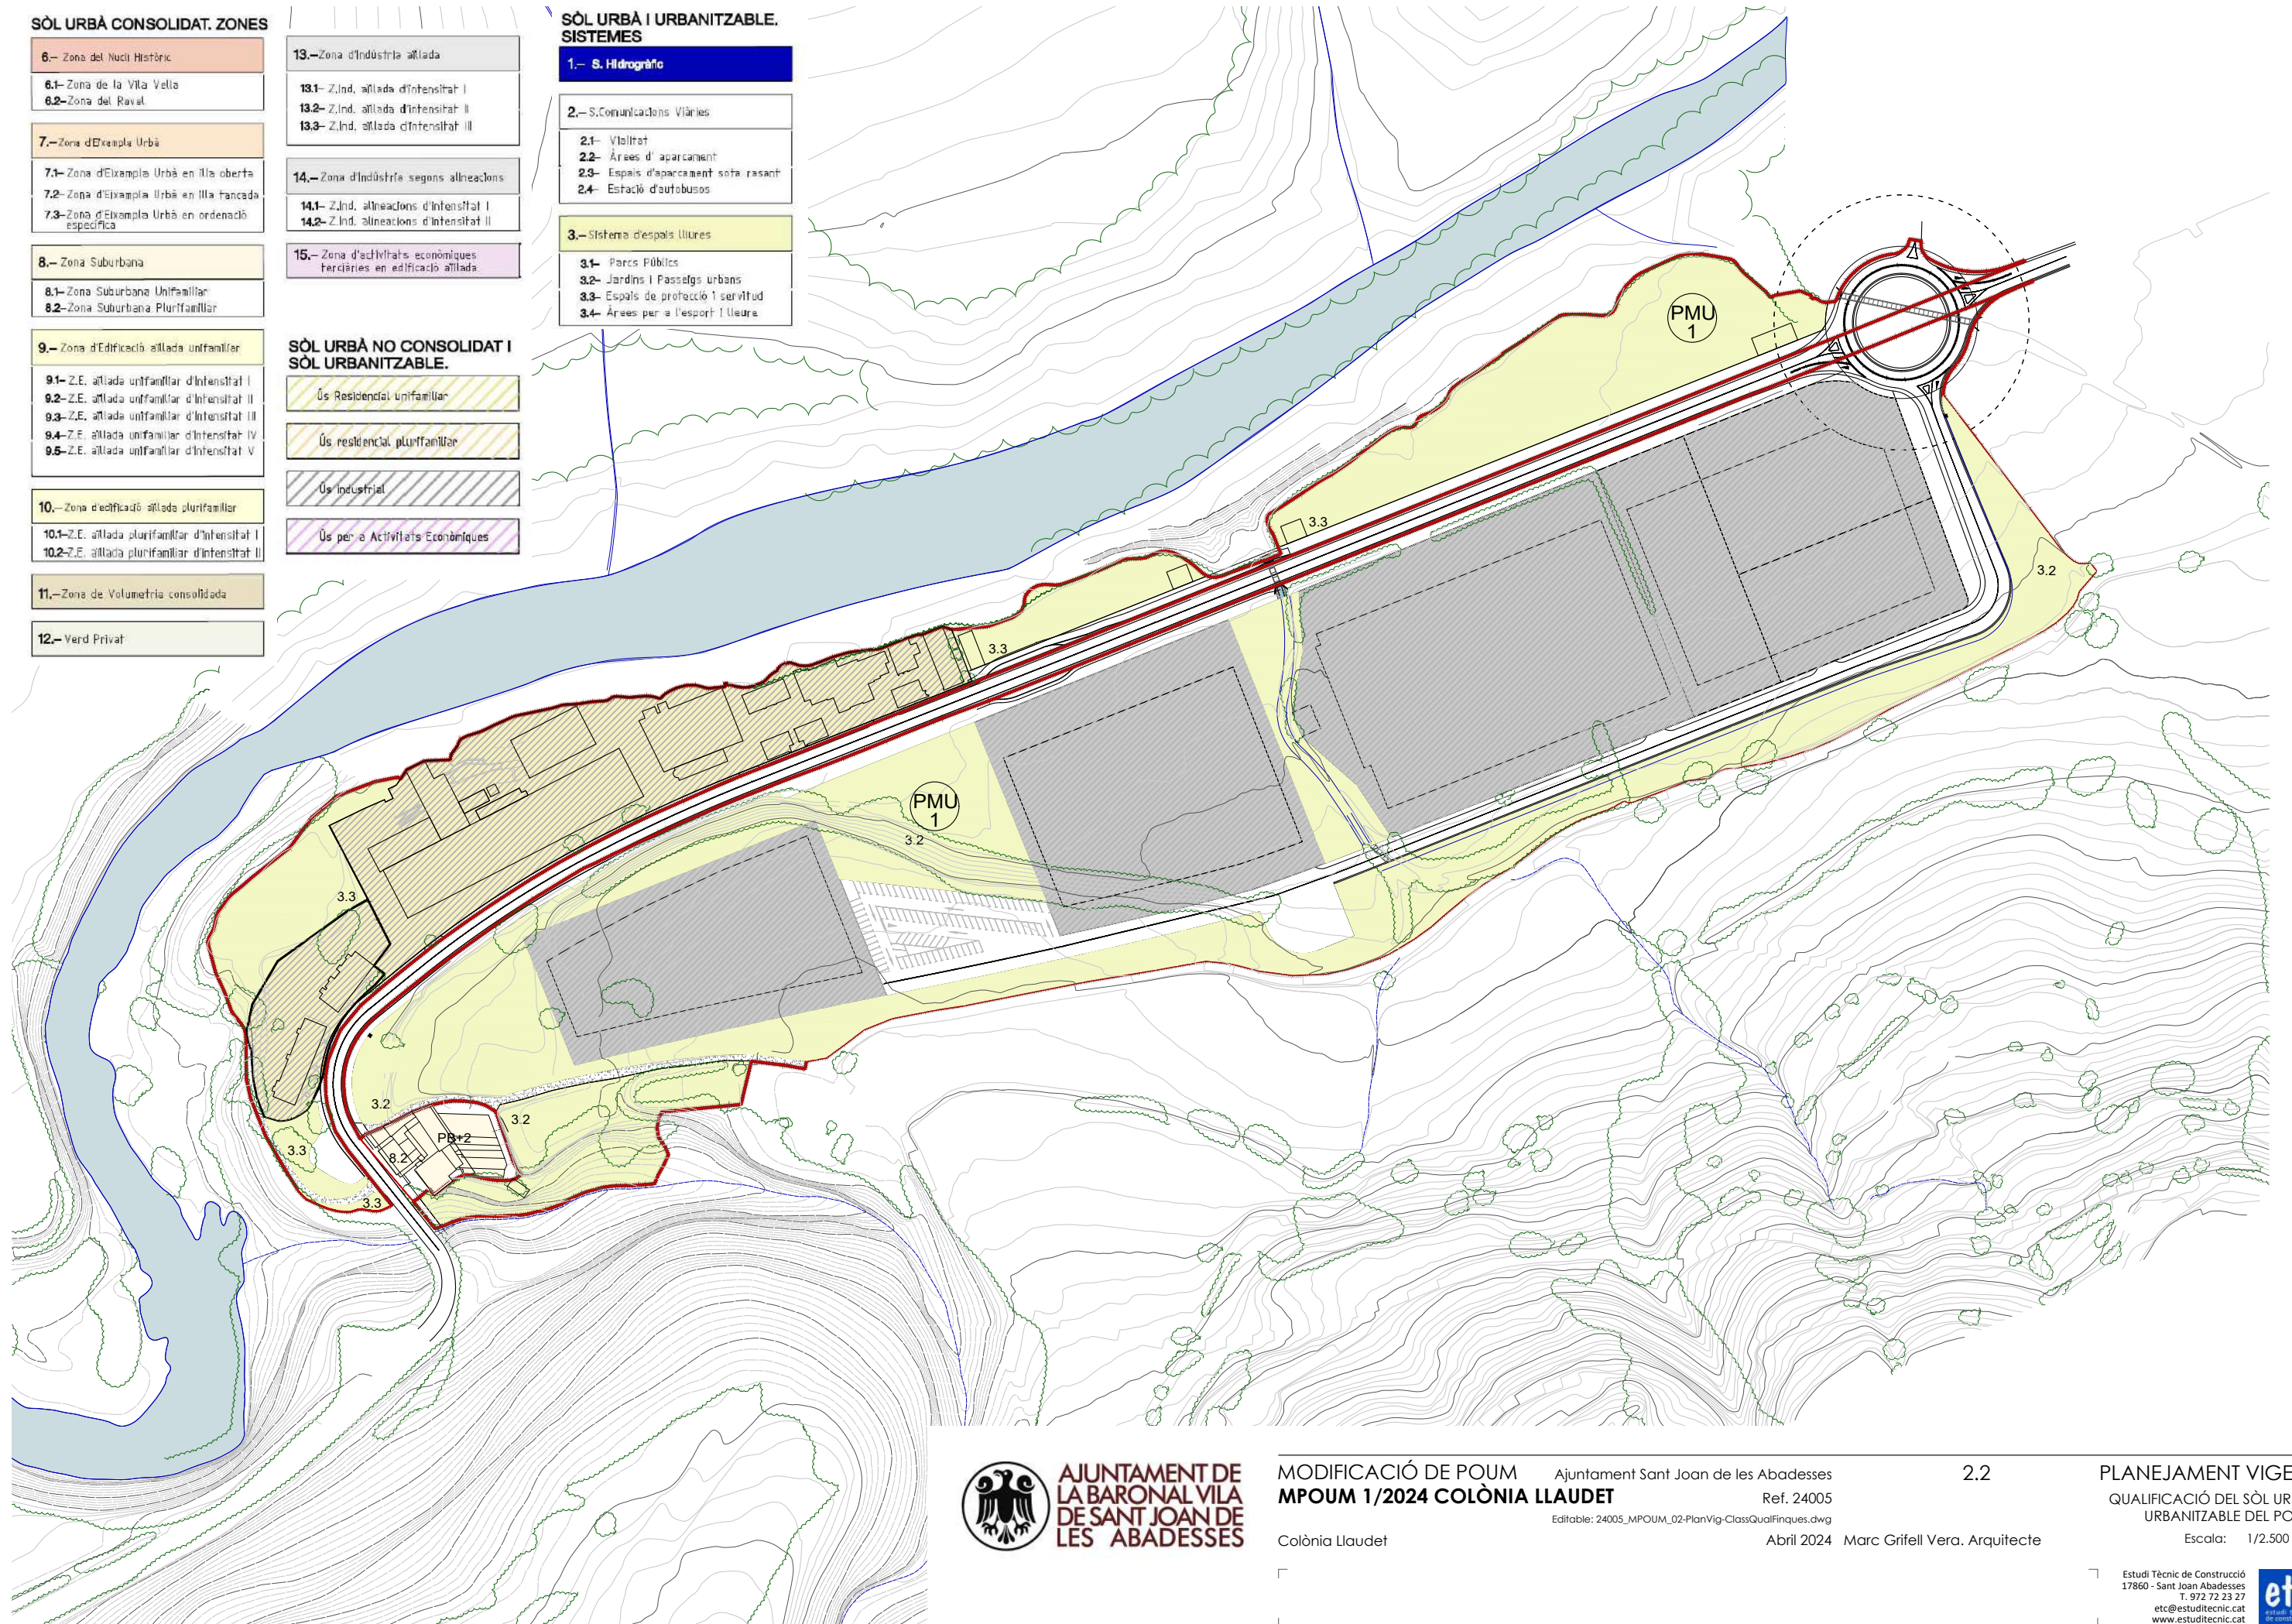 SÒL URBÀ CONSOLIDAT. ZONES
6.– Zona del Nucli Històric
6.1– Zona de la Vila Vella
6.2–Zona del Raval
7.–Zona d'Eixampla Urbà
7.1– Zona d'Eixampla Urbà en illa oberta
7.2–Zona d'Eixampla Urbà en illa tancada
7.3–Zona d'Eixampla Urbà en ordenació
específica
8.– Zona Suburbana
8.1–Zona Suburbana Unifamiliar
8.2–Zona Suburbana Plurifamiliar
9.– Zona d'Edificació aïllada unifamiliar
9.1– Z.E. aïllada unifamiliar d'Intensitat I
9.2–Z.E. aïllada unifamiliar d'Intensitat II
9.3–Z.E. aïllada unifamiliar d'Intensitat III
9.4–Z.E. aïllada unifamiliar d'Intensitat IV
9.5–Z.E. aïllada unifamiliar d'Intensitat V
10.–Zona d'edificació aïllada plurifamiliar
10.1–Z.E. aïllada plurifamiliar d'Intensitat I
10.2–Z.E. aïllada plurifamiliar d'Intensitat II
11.–Zona de Volumetria consolidada
12.– Verd Privat
13.–Zona d'Indústria aïllada
13.1– Z.Ind. aïllada d'intensitat I
13.2– Z.Ind. aïllada d'intensitat II
13.3– Z.Ind. aïllada d'intensitat III
14.–Zona d'Indústria segons alineacions
14.1– Z.Ind. alineacions d'Intensitat I
14.2–Z.Ind. alineacions d'Intensitat II
15.– Zona d'activitats econòmiques
terciàries en edificació aïllada
SÒL URBÀ NO CONSOLIDAT I
SÒL URBANITZABLE.
Ús Residencial unifamiliar
Ús residencial plurifamiliar
Ús industrial
Ús per a Activitats Econòmiques
SÒL URBÀ I URBANITZABLE.
SISTEMES
1.– S. Hidrogràfic
2.– S.Comunicacions Viàries
2.1– Vialitat
2.2– Àrees d' aparcament
2.3– Espais d'aparcament sota rasant
2.4– Estació d'autobusos
3.–Sistema d'espais lliures
3.1– Parcs Públics
3.2– Jardins i Passeigs urbans
3.3– Espais de protecció i servitud
3.4– Àrees per a l'esport i lleure
PMU
1
3.3
3.2
3.3
PMU
1
3.2
3.3
3.2
3.2
PB+2
8.2
3.3
3.3
AJUNTAMENT DE
LA BARONAL VILA
DE SANT JOAN DE
LES ABADESSES
MODIFICACIÓ DE POUM
MPOUM 1/2024 COLÒNIA LLAUDET
Ajuntament Sant Joan de les Abadesses
Ref. 24005
Editable: 24005_MPOUM_02-PlanVig-ClassQualFinques.dwg
Colònia Llaudet
Abril 2024 Marc Grifell Vera. Arquitecte
2.2
PLANEJAMENT VIGE
QUALIFICACIÓ DEL SÒL UR
URBANITZABLE DEL PO
Escala: 1/2.500
Estudi Tècnic de Construcció
17860 - Sant Joan Abadesses
T. 972 72 23 27
etc@estuditecnic.cat
www.estuditecnic.cat